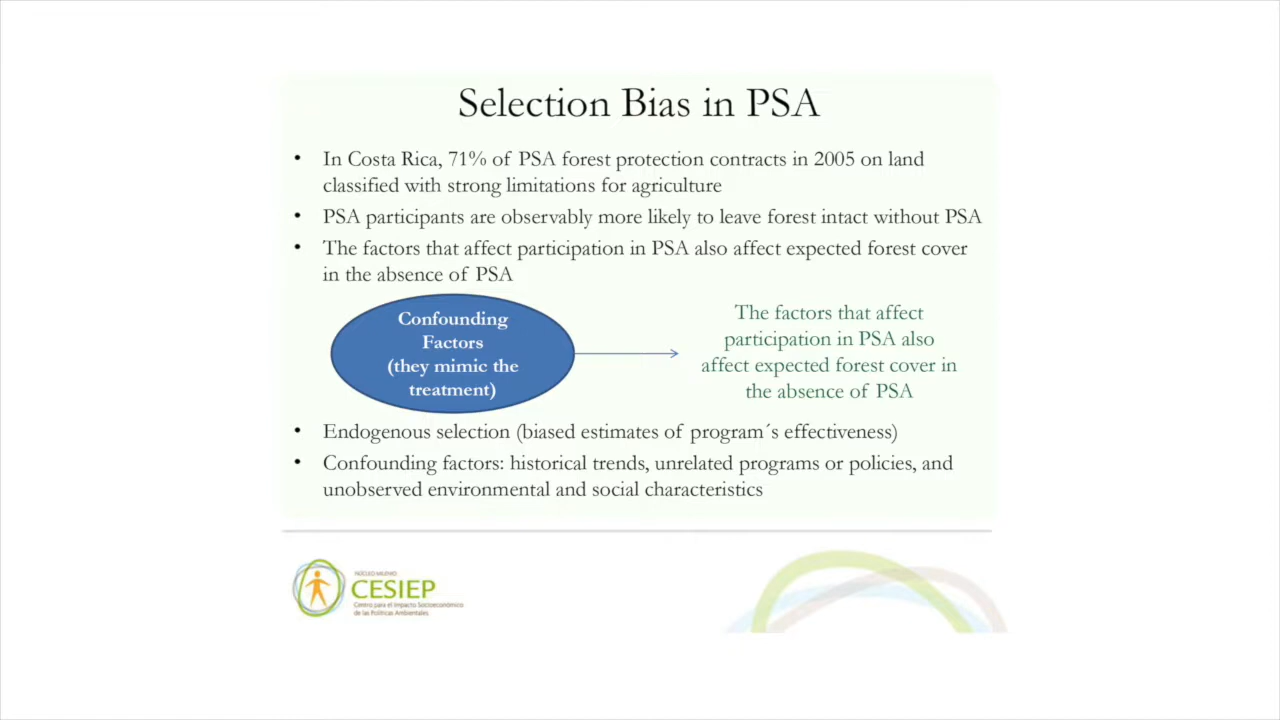 Selection Bias in PSA
• In Costa Rica, 71% of PSA forest protection contracts in 2005 on land
classified with strong limitations for agriculture
• PSA participants are observably more likely to leave forest intact without PSA
• The factors that affect participation in PSA also affect expected forest cover
in the absence of PSA
Confounding
Factors
(they mimic the
treatment)
The factors that affect
participation in PSA also
affect expected forest cover in
the absence of PSA
• Endogenous selection (biased estimates of program´s effectiveness)
• Confounding factors: historical trends, unrelated programs or policies, and
unobserved environmental and social characteristics
NÚCLEO MILENIO
CESIEP
Centro para el Impacto Socioeconómico
de las Políticas Ambientales